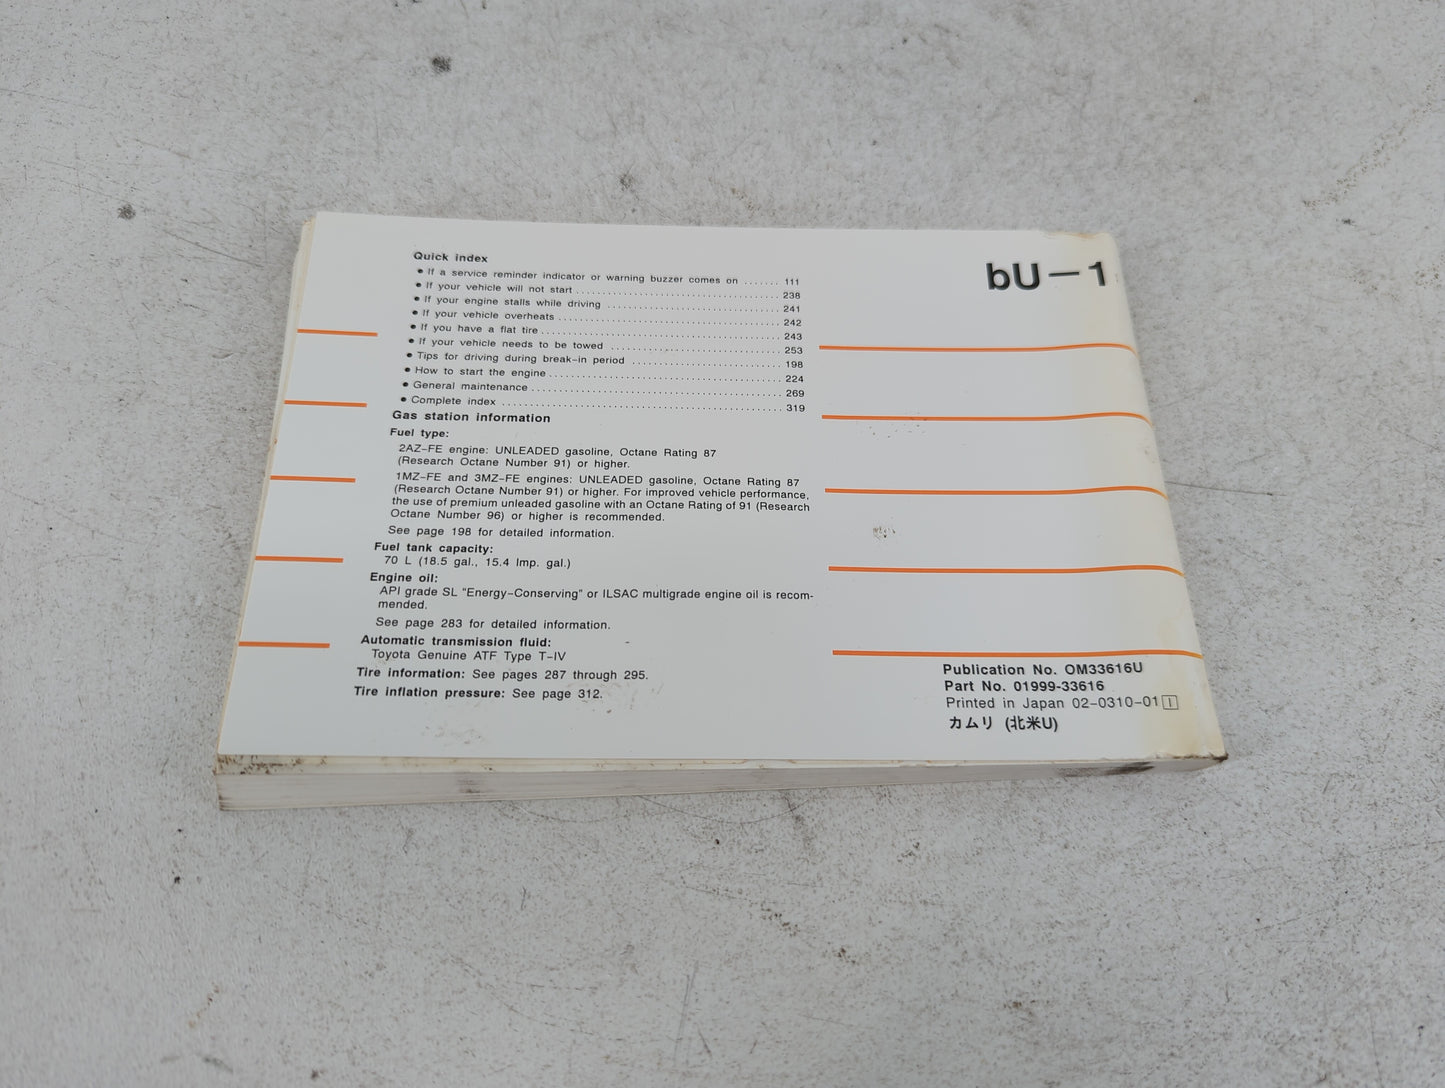 bU－1
Quick index
● If a service reminder indicator or warning buzzer comes on ....... 111
● If your vehicle will not start ........................................ 238
● If your engine stalls while driving .................................. 241
● If your vehicle overheats ........................................... 242
● If you have a flat tire .............................................. 243
● If your vehicle needs to be towed ................................. 253
● Tips for driving during break–in period ............................ 198
● How to start the engine ............................................. 224
● General maintenance ............................................... 269
● Complete index ..................................................... 319
Gas station information
Fuel type:
2AZ–FE engine: UNLEADED gasoline, Octane Rating 87
(Research Octane Number 91) or higher.
1MZ–FE and 3MZ–FE engines: UNLEADED gasoline, Octane Rating 87
(Research Octane Number 91) or higher. For improved vehicle performance,
the use of premium unleaded gasoline with an Octane Rating of 91 (Research
Octane Number 96) or higher is recommended.
See page 198 for detailed information.
Fuel tank capacity:
70 L (18.5 gal., 15.4 Imp. gal.)
Engine oil:
API grade SL “Energy–Conserving” or ILSAC multigrade engine oil is recom-
mended.
See page 283 for detailed information.
Automatic transmission fluid:
Toyota Genuine ATF Type T–IV
Tire information: See pages 287 through 295.
Tire inflation pressure: See page 312.
Publication No. OM33616U
Part No. 01999-33616
Printed in Japan 02–0310–01 I
カムリ (北米U)